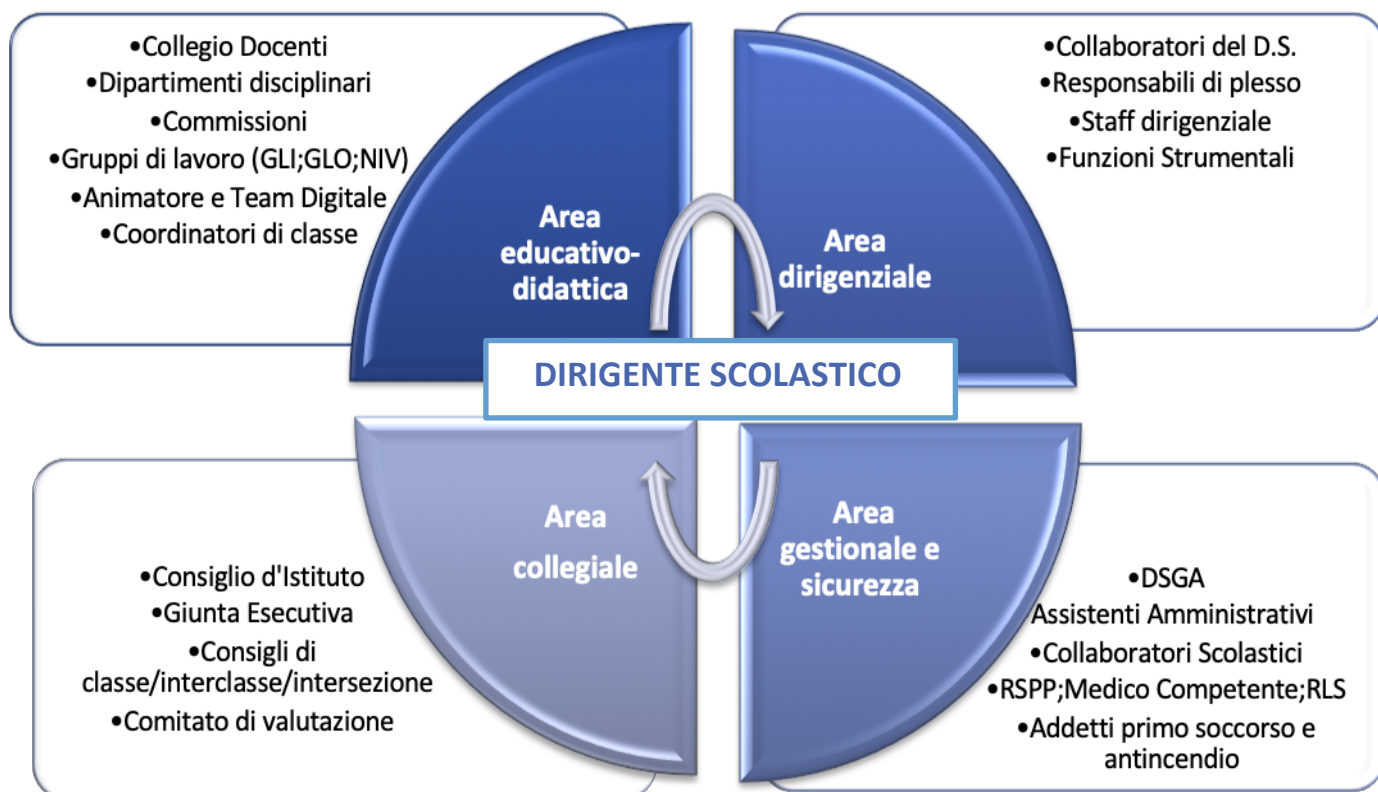 •Collegio Docenti
•Dipartimenti disciplinari
•Commissioni
•Gruppi di lavoro (GLI;GLO;NIV)
•Animatore e Team Digitale
•Coordinatori di classe
Area
educativo-
didattica
•Collaboratori del D.S.
•Responsabili di plesso
•Staff dirigenziale
•Funzioni Strumentali
Area
dirigenziale
DIRIGENTE SCOLASTICO
•Consiglio d'Istituto
•Giunta Esecutiva
•Consigli di
classe/interclasse/intersezione
•Comitato di valutazione
Area
collegiale
Area
gestionale e
sicurezza
•DSGA
Assistenti Amministrativi
•Collaboratori Scolastici
•RSPP;Medico Competente;RLS
•Addetti primo soccorso e
antincendio